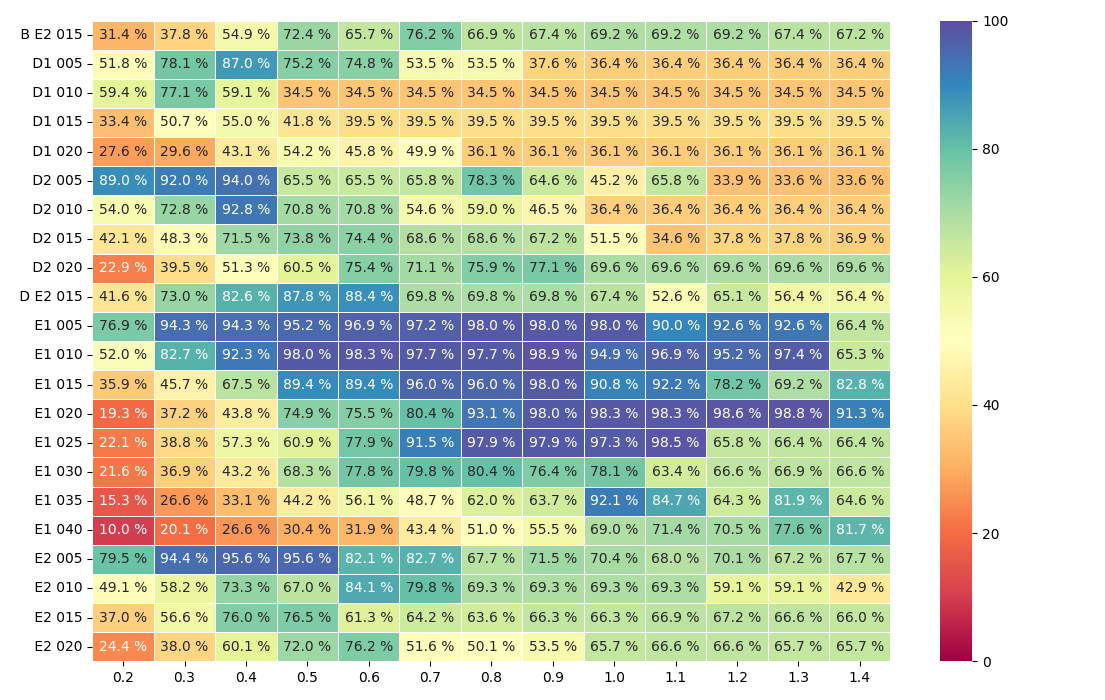 B E2 015 31.4 % 37.8 % 54.9 % 72.4 % 65.7 % 76.2 % 66.9 % 67.4 % 69.2 % 69.2 % 69.2 % 67.4 % 67.2 % 100
D1 005 51.8 % 78.1 % 87.0 % 75.2 % 74.8 % 53.5 % 53.5 % 37.6 % 36.4 % 36.4 % 36.4 % 36.4 % 36.4 %
D1 010 59.4 % 77.1 % 59.1 % 34.5 % 34.5 % 34.5 % 34.5 % 34.5 % 34.5 % 34.5 % 34.5 % 34.5 % 34.5 %
D1 015 33.4 % 50.7 % 55.0 % 41.8 % 39.5 % 39.5 % 39.5 % 39.5 % 39.5 % 39.5 % 39.5 % 39.5 % 39.5 %
D1 020 27.6 % 29.6 % 43.1 % 54.2 % 45.8 % 49.9 % 36.1 % 36.1 % 36.1 % 36.1 % 36.1 % 36.1 % 36.1 % 80
D2 005 89.0 % 92.0 % 94.0 % 65.5 % 65.5 % 65.8 % 78.3 % 64.6 % 45.2 % 65.8 % 33.9 % 33.6 % 33.6 %
D2 010 54.0 % 72.8 % 92.8 % 70.8 % 70.8 % 54.6 % 59.0 % 46.5 % 36.4 % 36.4 % 36.4 % 36.4 % 36.4 %
D2 015 42.1 % 48.3 % 71.5 % 73.8 % 74.4 % 68.6 % 68.6 % 67.2 % 51.5 % 34.6 % 37.8 % 37.8 % 36.9 %
D2 020 22.9 % 39.5 % 51.3 % 60.5 % 75.4 % 71.1 % 75.9 % 77.1 % 69.6 % 69.6 % 69.6 % 69.6 % 69.6 % 60
D E2 015 41.6 % 73.0 % 82.6 % 87.8 % 88.4 % 69.8 % 69.8 % 69.8 % 67.4 % 52.6 % 65.1 % 56.4 % 56.4 %
E1 005 76.9 % 94.3 % 94.3 % 95.2 % 96.9 % 97.2 % 98.0 % 98.0 % 98.0 % 90.0 % 92.6 % 92.6 % 66.4 %
E1 010 52.0 % 82.7 % 92.3 % 98.0 % 98.3 % 97.7 % 97.7 % 98.9 % 94.9 % 96.9 % 95.2 % 97.4 % 65.3 %
E1 015 35.9 % 45.7 % 67.5 % 89.4 % 89.4 % 96.0 % 96.0 % 98.0 % 90.8 % 92.2 % 78.2 % 69.2 % 82.8 %
E1 020 19.3 % 37.2 % 43.8 % 74.9 % 75.5 % 80.4 % 93.1 % 98.0 % 98.3 % 98.3 % 98.6 % 98.8 % 91.3 % 40
E1 025 22.1 % 38.8 % 57.3 % 60.9 % 77.9 % 91.5 % 97.9 % 97.9 % 97.3 % 98.5 % 65.8 % 66.4 % 66.4 %
E1 030 21.6 % 36.9 % 43.2 % 68.3 % 77.8 % 79.8 % 80.4 % 76.4 % 78.1 % 63.4 % 66.6 % 66.9 % 66.6 %
E1 035 15.3 % 26.6 % 33.1 % 44.2 % 56.1 % 48.7 % 62.0 % 63.7 % 92.1 % 84.7 % 64.3 % 81.9 % 64.6 %
E1 040 10.0 % 20.1 % 26.6 % 30.4 % 31.9 % 43.4 % 51.0 % 55.5 % 69.0 % 71.4 % 70.5 % 77.6 % 81.7 % 20
E2 005 79.5 % 94.4 % 95.6 % 95.6 % 82.1 % 82.7 % 67.7 % 71.5 % 70.4 % 68.0 % 70.1 % 67.2 % 67.7 %
E2 010 49.1 % 58.2 % 73.3 % 67.0 % 84.1 % 79.8 % 69.3 % 69.3 % 69.3 % 69.3 % 59.1 % 59.1 % 42.9 %
E2 015 37.0 % 56.6 % 76.0 % 76.5 % 61.3 % 64.2 % 63.6 % 66.3 % 66.3 % 66.9 % 67.2 % 66.6 % 66.0 %
E2 020 24.4 % 38.0 % 60.1 % 72.0 % 76.2 % 51.6 % 50.1 % 53.5 % 65.7 % 66.6 % 66.6 % 65.7 % 65.7 %
0
0.2 0.3 0.4 0.5 0.6 0.7 0.8 0.9 1.0 1.1 1.2 1.3 1.4